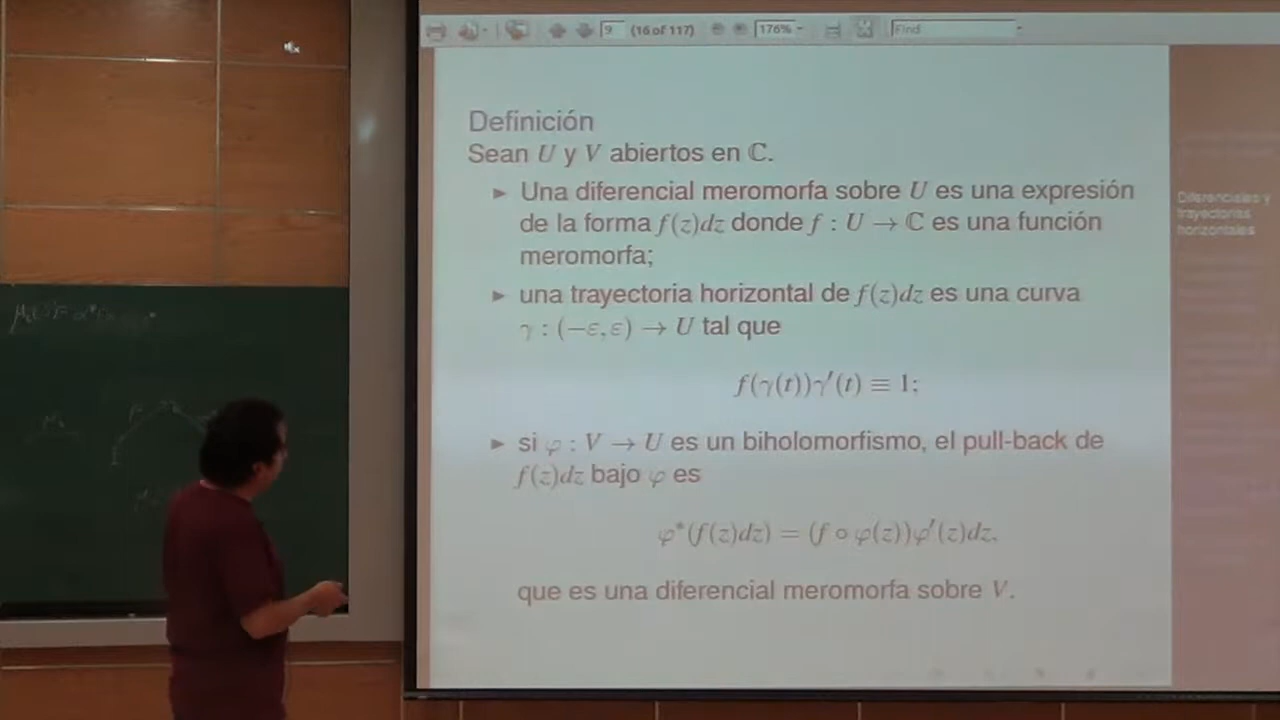 9 (16 of 117) 176% Find
Definición
Sean U y V abiertos en ℂ.
► Una diferencial meromorfa sobre U es una expresión
de la forma f(z)dz donde f : U → ℂ es una función
meromorfa;
► una trayectoria horizontal de f(z)dz es una curva
γ : (−ε, ε) → U tal que
f(γ(t))γ′(t) ≡ 1;
► si φ : V → U es un biholomorfismo, el pull-back de
f(z)dz bajo φ es
φ*(f(z)dz) = (f ∘ φ(z))φ′(z)dz,
que es una diferencial meromorfa sobre V.
Diferenciales y
trayectorias
horizontales